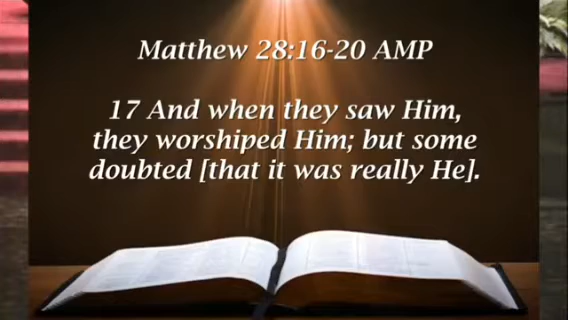 Matthew 28:16-20 AMP
17 And when they saw Him,
they worshiped Him; but some
doubted [that it was really He].